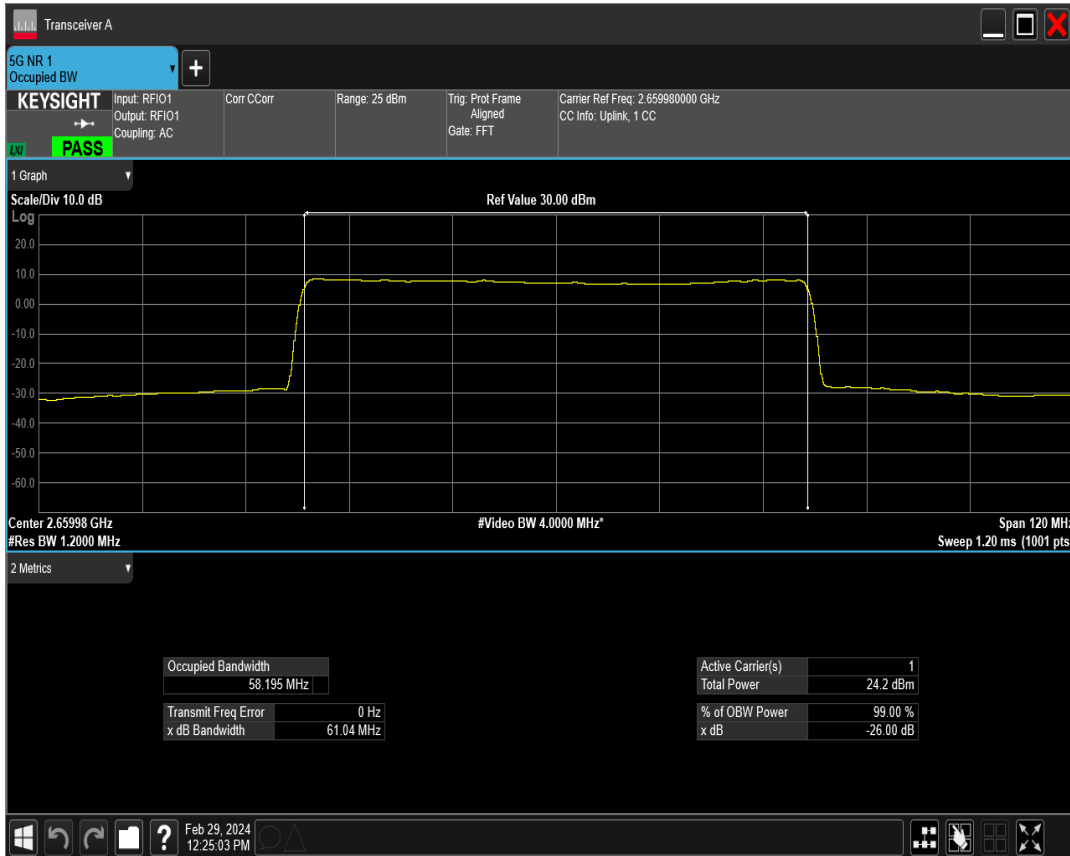 Transceiver A
5G NR 1
Occupied BW
KEYSIGHT
LXI
PASS
Input: RFIO1
Output: RFIO1
Coupling: AC
Corr CCorr
Range: 25 dBm
Trig: Prot Frame
Aligned
Gate: FFT
Carrier Ref Freq: 2.659980000 GHz
CC Info: Uplink, 1 CC
1 Graph
Scale/Div 10.0 dB
Ref Value 30.00 dBm
Log
20.0
10.0
0.00
-10.0
-20.0
-30.0
-40.0
-50.0
-60.0
Center 2.65998 GHz
#Video BW 4.0000 MHz*
Span 120 MHz
#Res BW 1.2000 MHz
Sweep 1.20 ms (1001 pts
2 Metrics
Occupied Bandwidth
58.195 MHz
Transmit Freq Error 0 Hz
x dB Bandwidth 61.04 MHz
Active Carrier(s) 1
Total Power 24.2 dBm
% of OBW Power 99.00 %
x dB -26.00 dB
?
Feb 29, 2024
12:25:03 PM